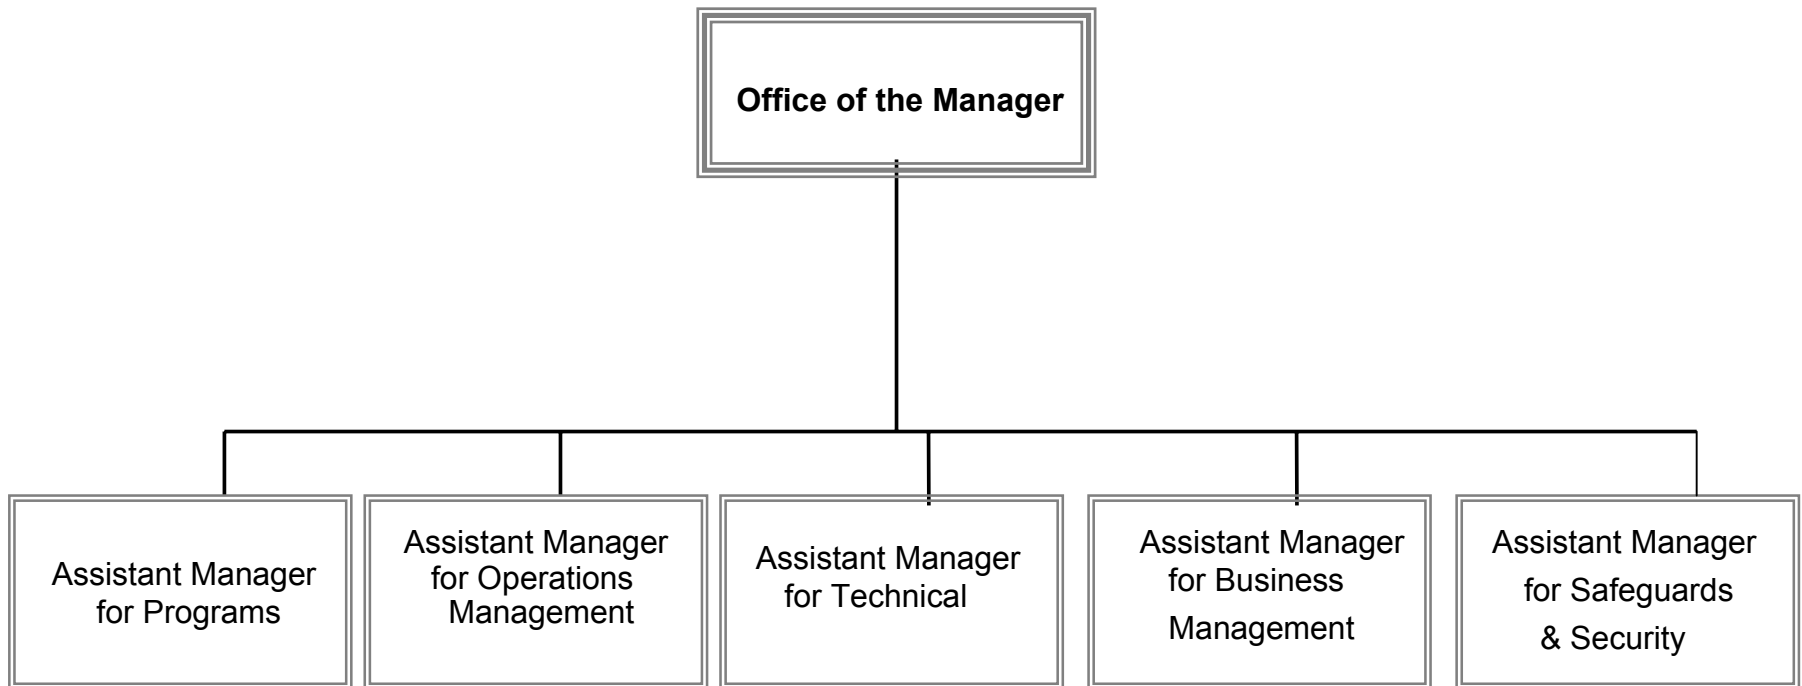 Office of the Manager
Assistant Manager
for Programs
Assistant Manager
for Operations
Management
Assistant Manager
for Technical
Assistant Manager
for Business
Management
Assistant Manager
for Safeguards
& Security